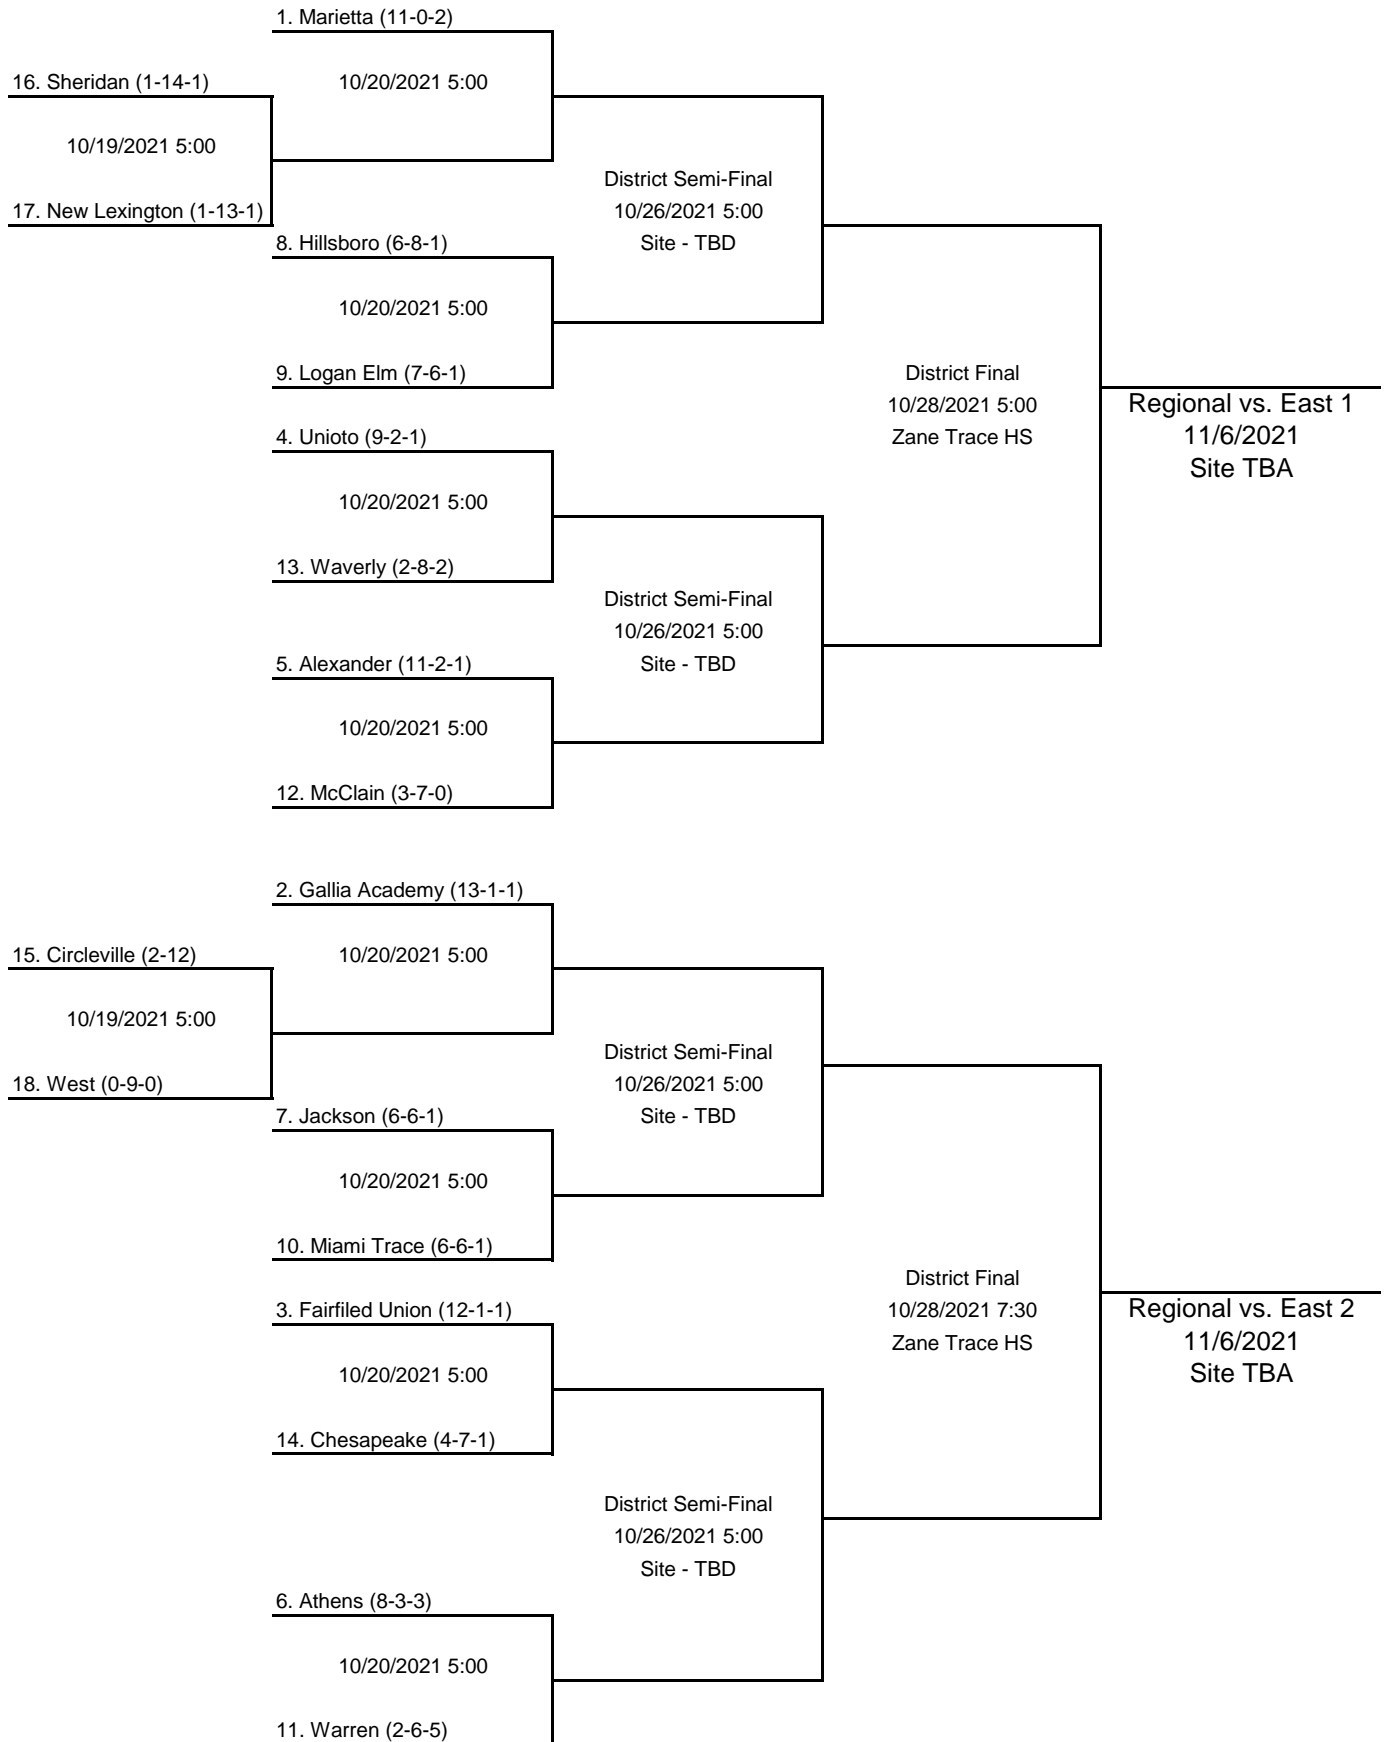 1. Marietta (11-0-2)
16. Sheridan (1-14-1)
10/20/2021 5:00
10/19/2021 5:00
District Semi-Final
17. New Lexington (1-13-1)
10/26/2021 5:00
8. Hillsboro (6-8-1)
Site - TBD
10/20/2021 5:00
9. Logan Elm (7-6-1)
District Final
10/28/2021 5:00
Regional vs. East 1
4. Unioto (9-2-1)
Zane Trace HS
11/6/2021
Site TBA
10/20/2021 5:00
13. Waverly (2-8-2)
District Semi-Final
10/26/2021 5:00
5. Alexander (11-2-1)
Site - TBD
10/20/2021 5:00
12. McClain (3-7-0)
2. Gallia Academy (13-1-1)
15. Circleville (2-12)
10/20/2021 5:00
10/19/2021 5:00
District Semi-Final
18. West (0-9-0)
10/26/2021 5:00
7. Jackson (6-6-1)
Site - TBD
10/20/2021 5:00
10. Miami Trace (6-6-1)
District Final
3. Fairfiled Union (12-1-1)
10/28/2021 7:30
Regional vs. East 2
Zane Trace HS
11/6/2021
10/20/2021 5:00
Site TBA
14. Chesapeake (4-7-1)
District Semi-Final
10/26/2021 5:00
Site - TBD
6. Athens (8-3-3)
10/20/2021 5:00
11. Warren (2-6-5)